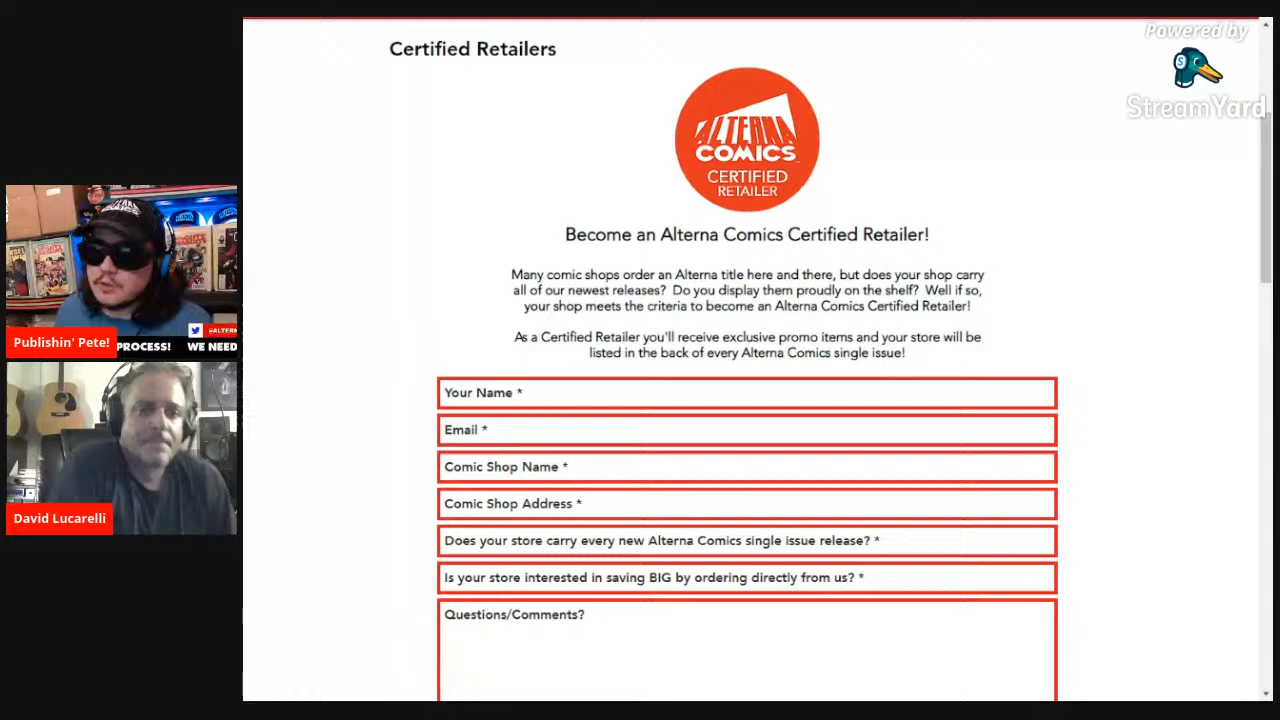 Certified Retailers
Powered by
StreamYard
ALTERNA
COMICS
CERTIFIED
RETAILER
Become an Alterna Comics Certified Retailer!
Many comic shops order an Alterna title here and there, but does your shop carry
all of our newest releases? Do you display them proudly on the shelf? Well if so,
your shop meets the criteria to become an Alterna Comics Certified Retailer!
As a Certified Retailer you'll receive exclusive promo items and your store will be
listed in the back of every Alterna Comics single issue!
Publishin' Pete!
@ALTERN
PROCESS! WE NEED
David Lucarelli
Your Name *
Email *
Comic Shop Name *
Comic Shop Address *
Does your store carry every new Alterna Comics single issue release? *
Is your store interested in saving BIG by ordering directly from us? *
Questions/Comments?